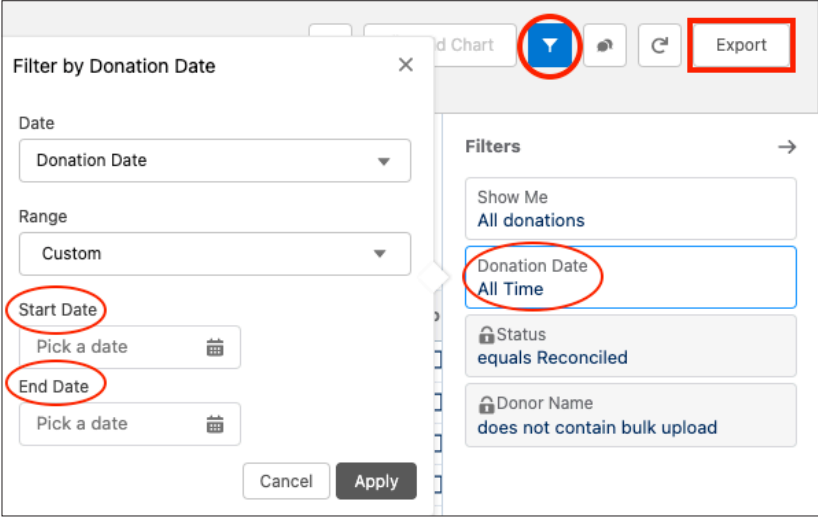 d Chart
Export
Filter by Donation Date
Date
Donation Date
Range
Custom
Start Date
Pick a date
End Date
Pick a date
Cancel
Apply
Filters
Show Me
All donations
Donation Date
All Time
Status
equals Reconciled
Donor Name
does not contain bulk upload